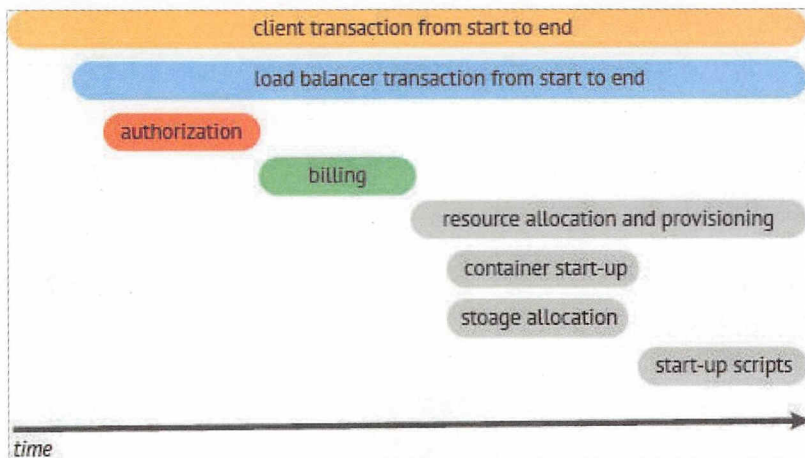 client transaction from start to end
load balancer transaction from start to end
authorization
billing
resource allocation and provisioning
container start-up
stoage allocation
start-up scripts
time